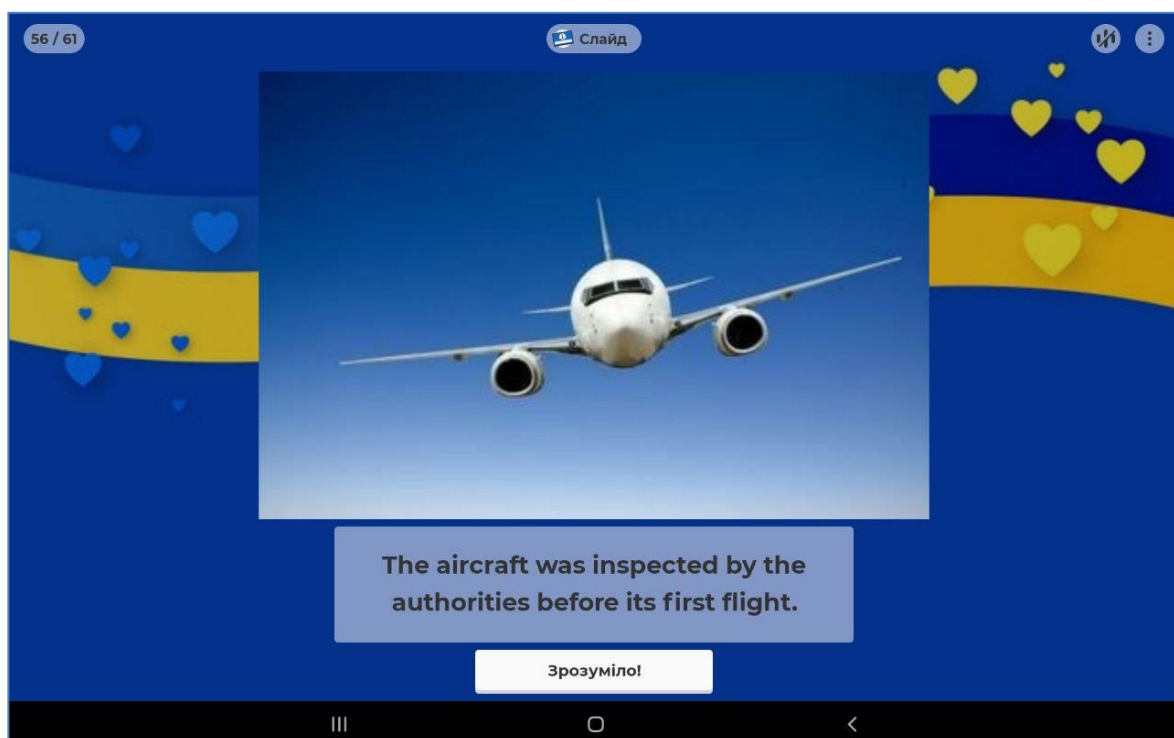 56 / 61
Слайд
The aircraft was inspected by the
authorities before its first flight.
Зрозуміло!